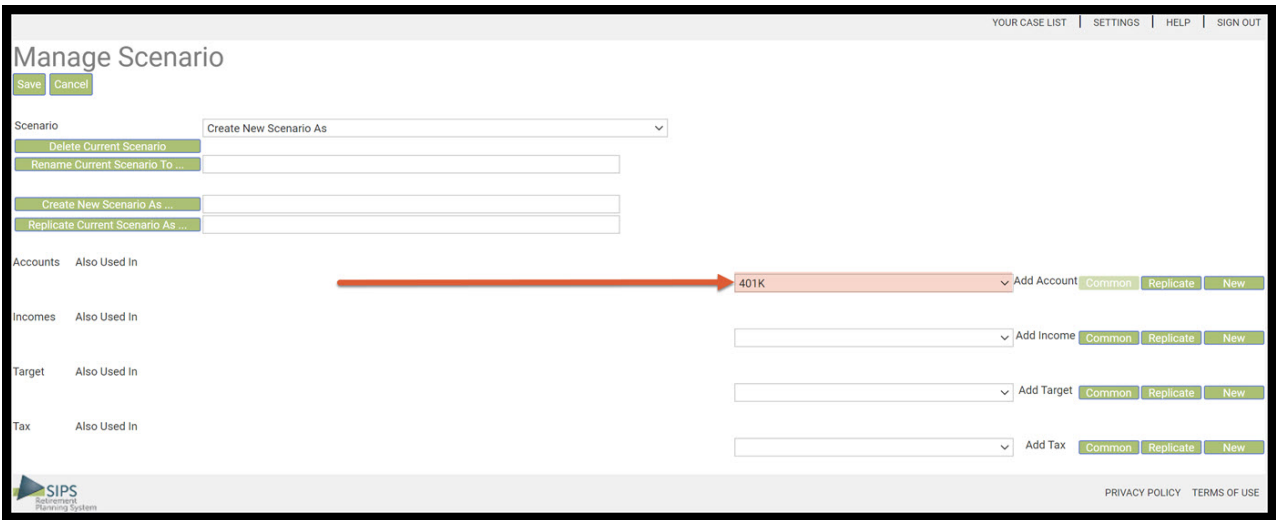 YOUR CASE LIST | SETTINGS | HELP | SIGN OUT
Manage Scenario
Save Cancel
Scenario Create New Scenario As
Delete Current Scenario
Rename Current Scenario To ...
Create New Scenario As ...
Replicate Current Scenario As ...
Accounts Also Used In
401K Add Account Common Replicate New
Incomes Also Used In
Add Income Common Replicate New
Target Also Used In
Add Target Common Replicate New
Tax Also Used In
Add Tax Common Replicate New
SIPS
Retirement
Planning System
PRIVACY POLICY TERMS OF USE